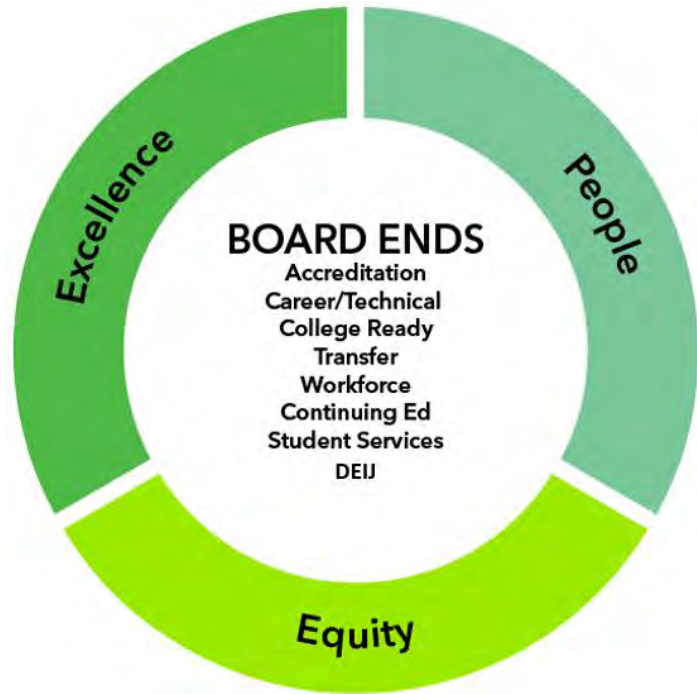 Excellence
People
BOARD ENDS
Accreditation
Career/Technical
College Ready
Transfer
Workforce
Continuing Ed
Student Services
DEIJ
Equity